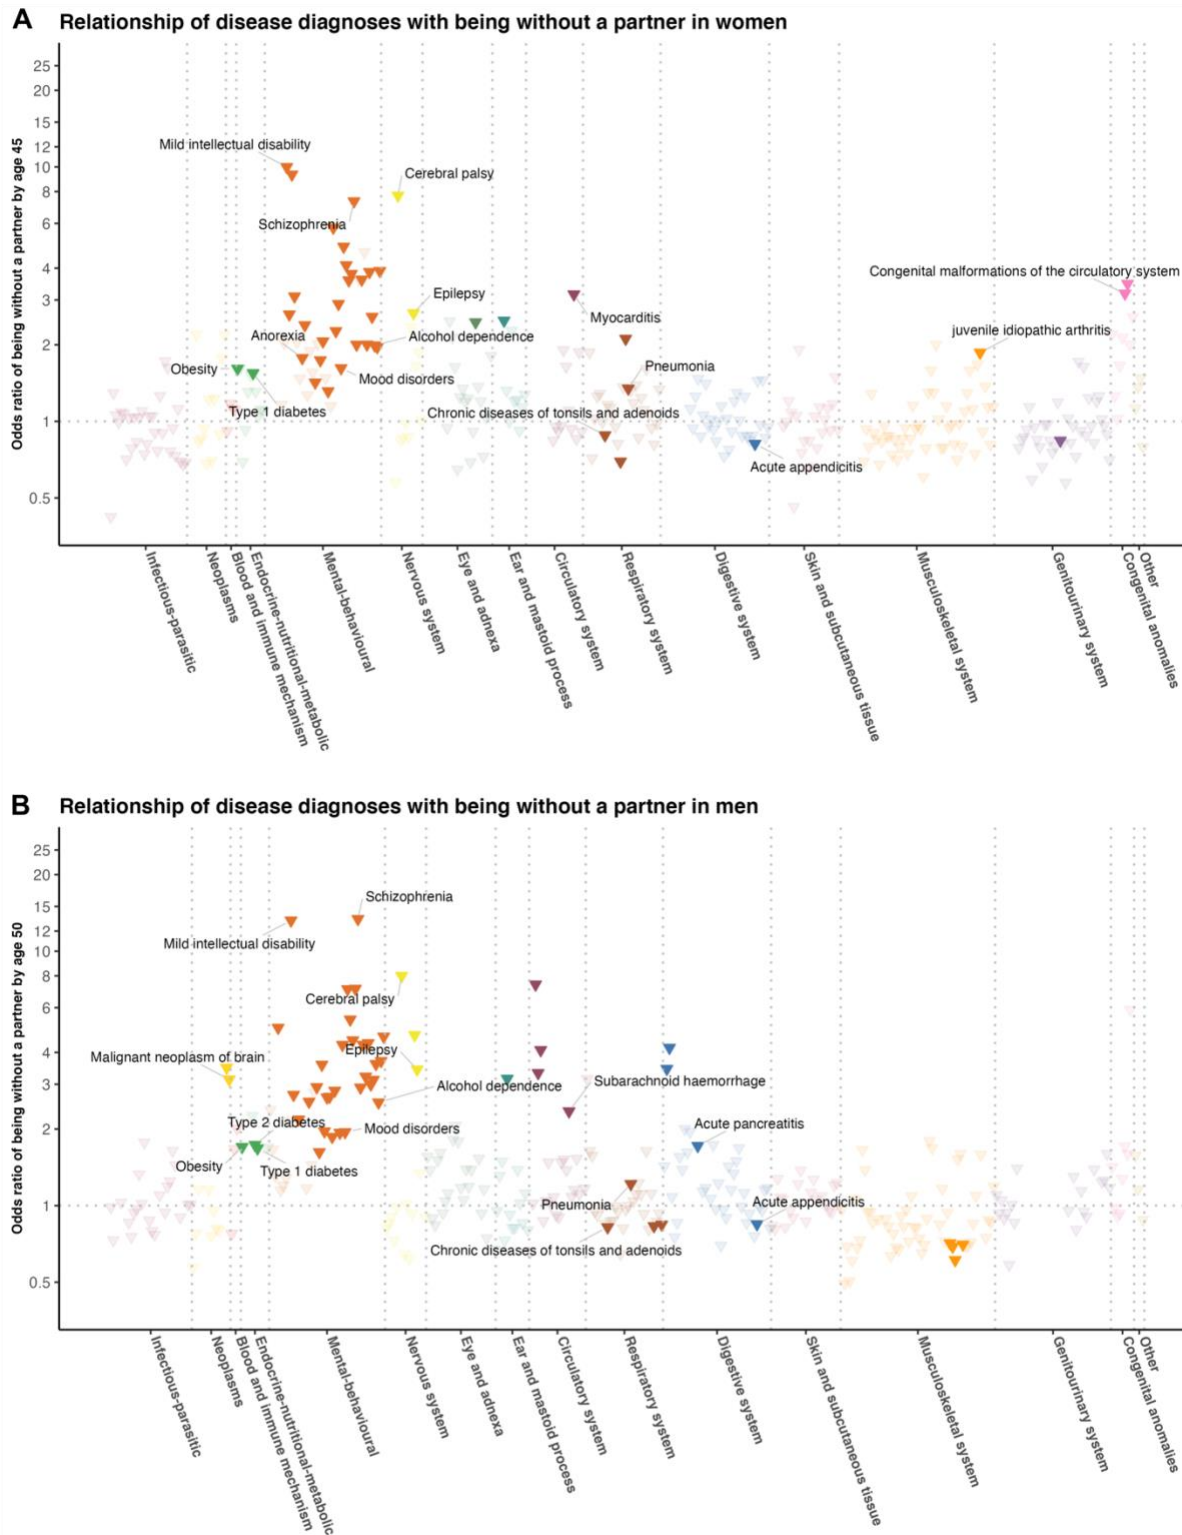 A Relationship of disease diagnoses with being without a partner in women
Odds ratio of being without a partner by age 45
25
20
15
12
10
8
6
4
3
2
1
0.5
Mild intellectual disability
Cerebral palsy
Schizophrenia
Congenital malformations of the circulatory system
Epilepsy
Myocarditis
Anorexia
Alcohol dependence
juvenile idiopathic arthritis
Obesity
Mood disorders
Pneumonia
Type 1 diabetes
Chronic diseases of tonsils and adenoids
Acute appendicitis
Infectious-parasitic
Neoplasms
Blood and immune mechanism
Endocrine-nutritional-metabolic
Mental-behavioural
Nervous system
Eye and adnexa
Ear and mastoid process
Circulatory system
Respiratory system
Digestive system
Skin and subcutaneous tissue
Musculoskeletal system
Genitourinary system
Congenital anomalies
Other
B Relationship of disease diagnoses with being without a partner in men
Odds ratio of being without a partner by age 50
25
20
15
12
10
8
6
4
3
2
1
0.5
Schizophrenia
Mild intellectual disability
Cerebral palsy
Epilepsy
Malignant neoplasm of brain
Alcohol dependence
Subarachnoid haemorrhage
Type 2 diabetes
Mood disorders
Acute pancreatitis
Obesity
Type 1 diabetes
Pneumonia
Acute appendicitis
Chronic diseases of tonsils and adenoids
Infectious-parasitic
Neoplasms
Blood and immune mechanism
Endocrine-nutritional-metabolic
Mental-behavioural
Nervous system
Eye and adnexa
Ear and mastoid process
Circulatory system
Respiratory system
Digestive system
Skin and subcutaneous tissue
Musculoskeletal system
Genitourinary system
Congenital anomalies
Other